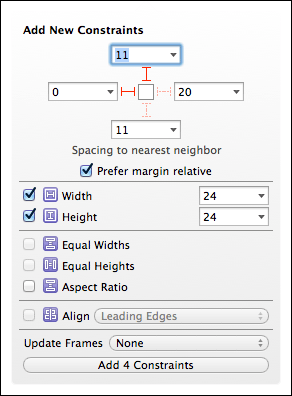 Add New Constraints
11
0 20
11
Spacing to nearest neighbor
Prefer margin relative
Width 24
Height 24
Equal Widths
Equal Heights
Aspect Ratio
Align Leading Edges
Update Frames None
Add 4 Constraints